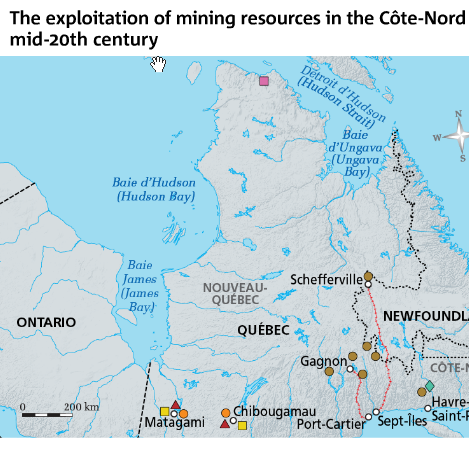 The exploitation of mining resources in the Côte-Nord
mid-20th century
Détroit d'Hudson
(Hudson Strait)
Baie
d'Ungava
(Ungava
Bay)
W
S
Baie d'Hudson
(Hudson Bay)
Baie
James
(James
Bay)
NOUVEAU-
QUÉBEC
Schefferville
ONTARIO
QUÉBEC
NEWFOUNDLA
Gagnon
CÔTE-N
0 200 km
Matagami
Chibougamau
Port-Cartier
Sept-Îles
Havre-
Saint-P